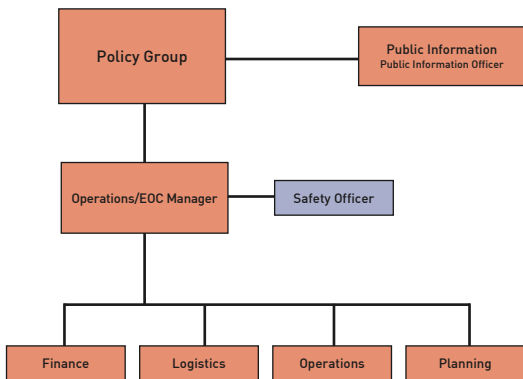 Policy Group
Public Information
Public Information Officer
Operations/EOC Manager
Safety Officer
Finance
Logistics
Operations
Planning